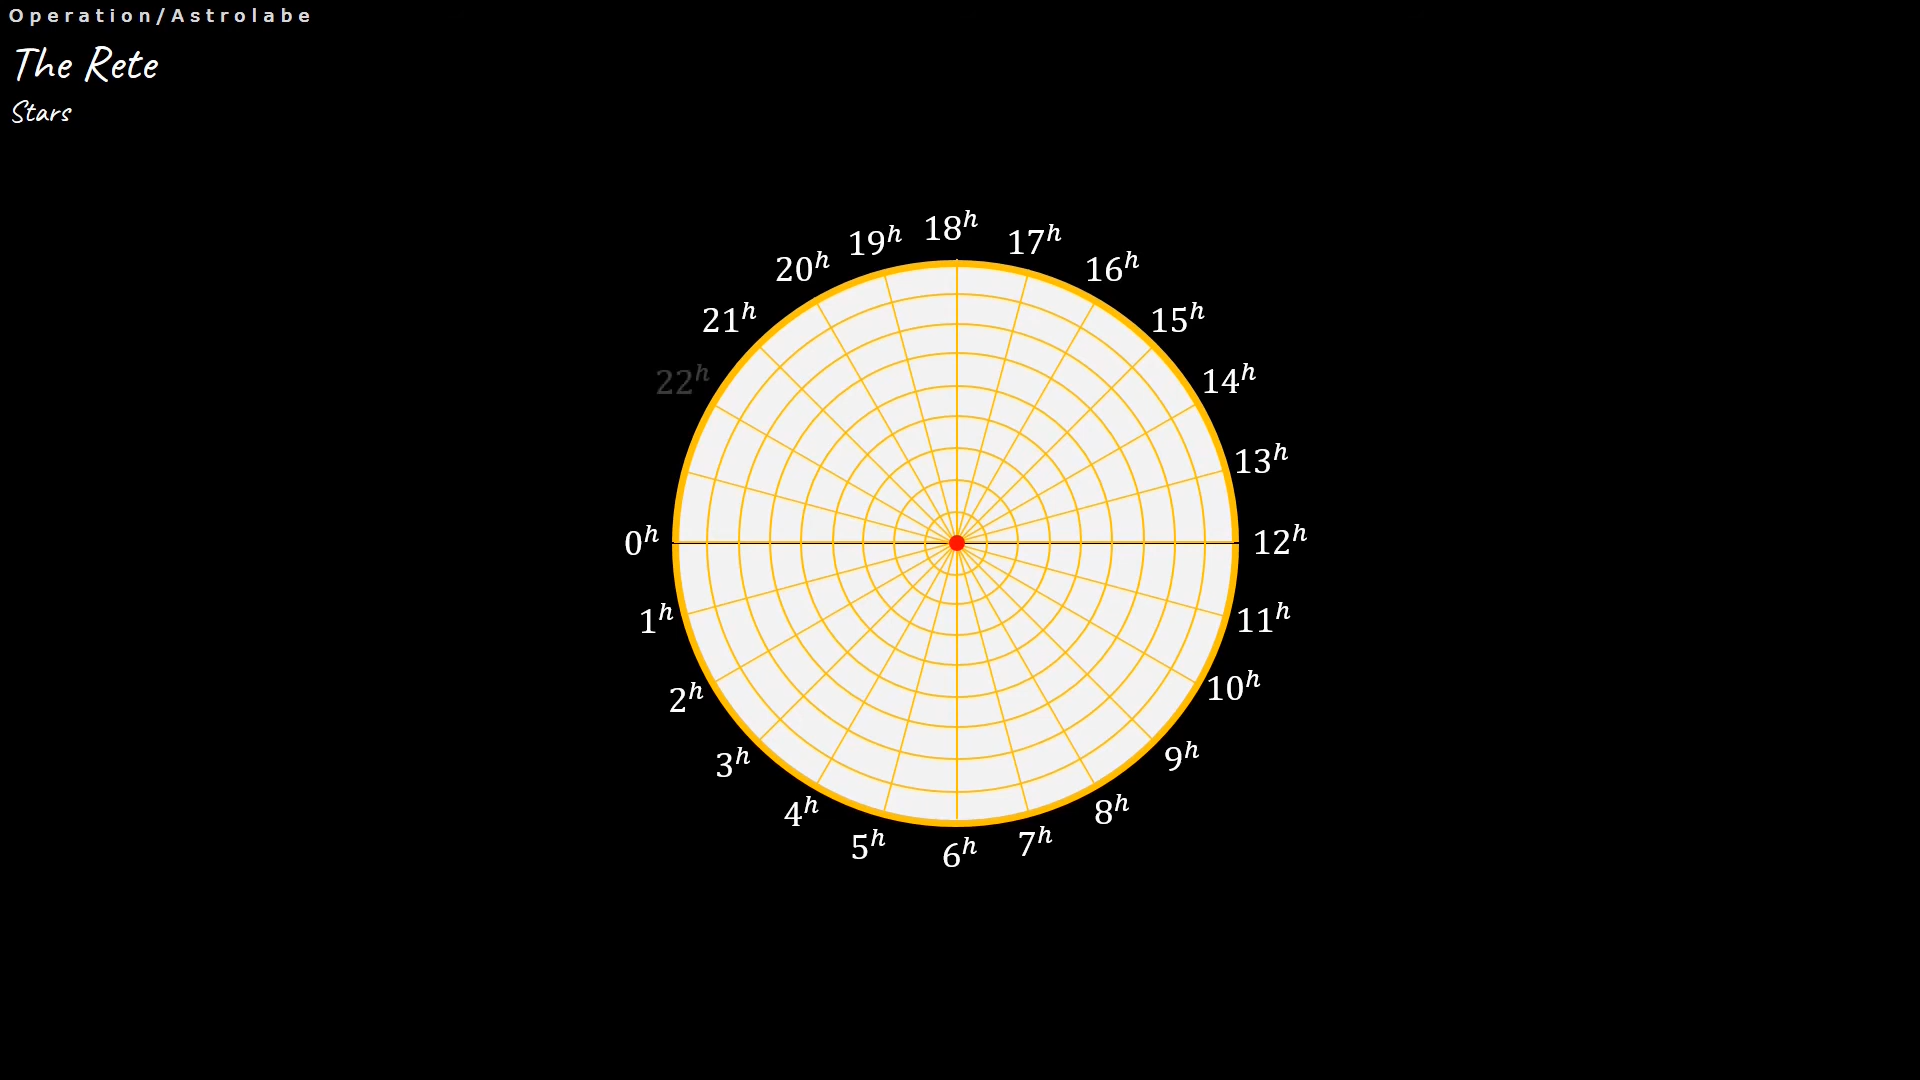 Operation/Astrolabe
The Rete
Stars
18ʰ
19ʰ
17ʰ
20ʰ
16ʰ
21ʰ
15ʰ
22ʰ
14ʰ
13ʰ
0ʰ
12ʰ
1ʰ
11ʰ
2ʰ
10ʰ
3ʰ
9ʰ
4ʰ
8ʰ
5ʰ
7ʰ
6ʰ